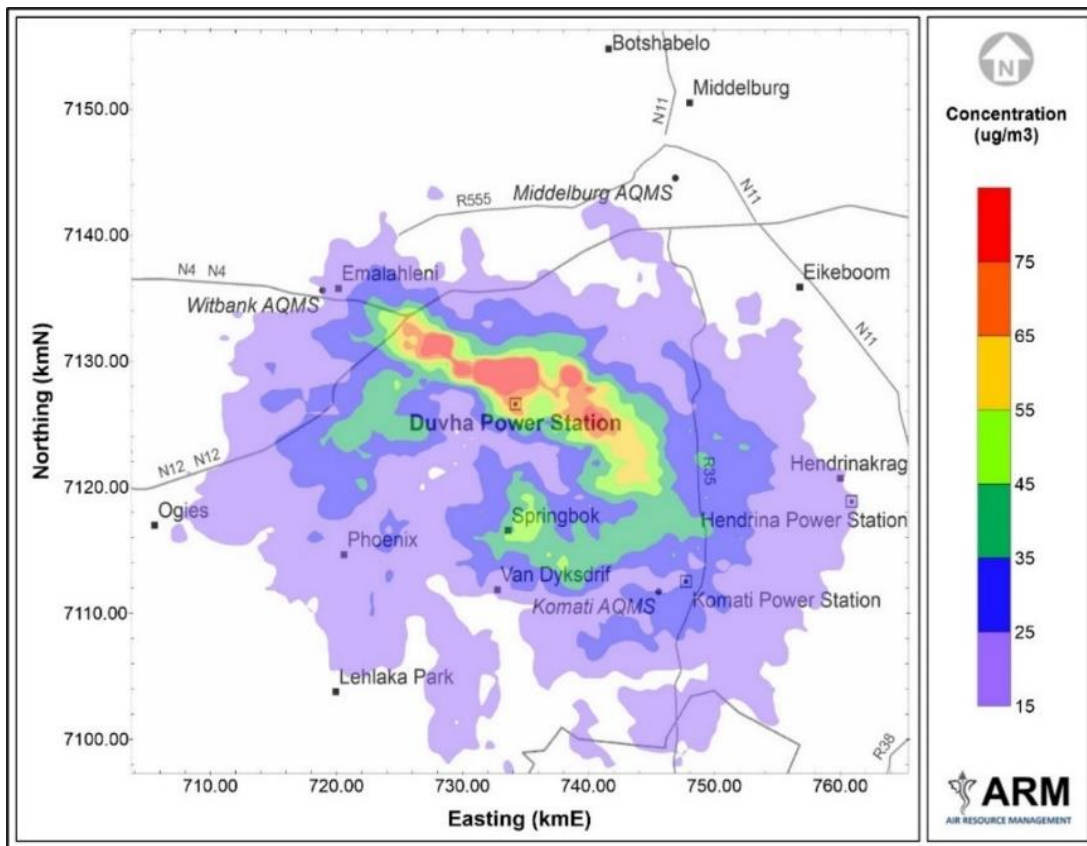 Botshabelo
Middelburg
N11
7150.00
Middelburg AQMS
R555
N11
7140.00
N4 N4
Emalahleni
Witbank AQMS
Eikeboom
N11
7130.00
Duvha Power Station
N12 N12
7120.00
R35
Hendrinakrag
Ogies
Springbok
Hendrina Power Station
Phoenix
Van Dyksdrif
7110.00
Komati AQMS
Komati Power Station
Lehlaka Park
7100.00
R38
Northing (kmN)
710.00 720.00 730.00 740.00 750.00 760.00
Easting (kmE)
N
Concentration
(ug/m3)
75
65
55
45
35
25
15
ARM
AIR RESOURCE MANAGEMENT